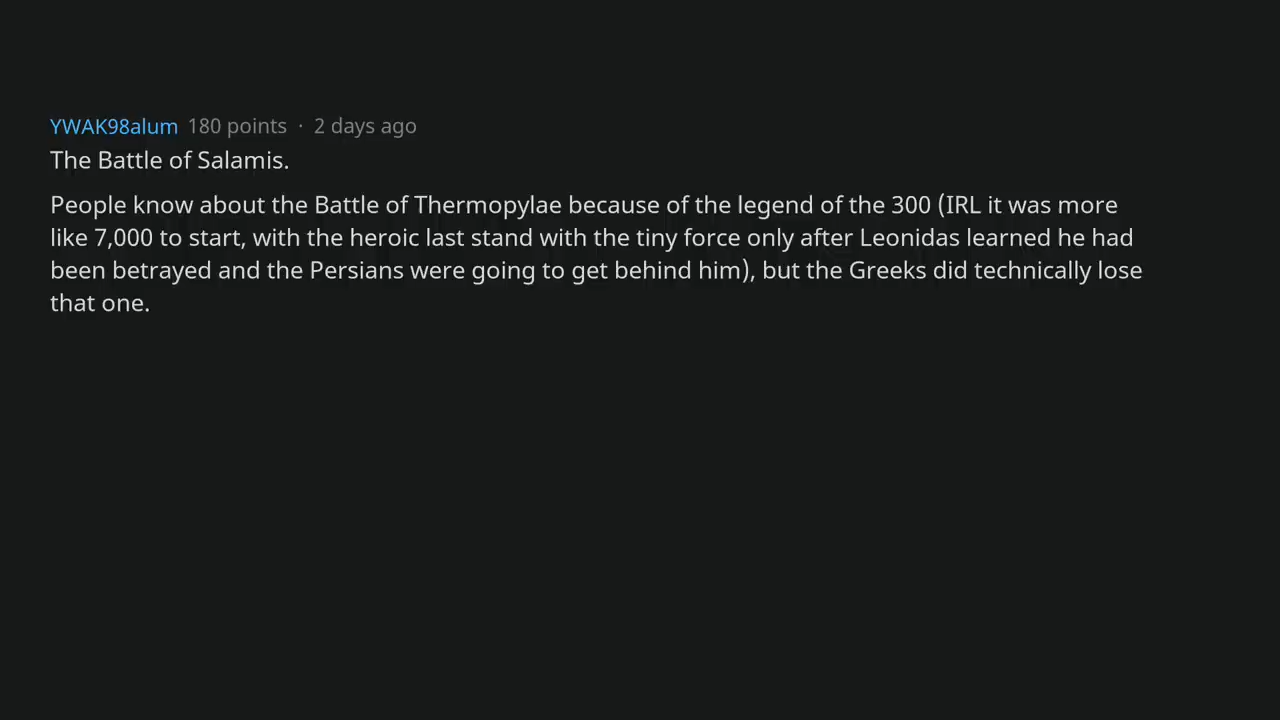 YWAK98alum 180 points · 2 days ago
The Battle of Salamis.
People know about the Battle of Thermopylae because of the legend of the 300 (IRL it was more
like 7,000 to start, with the heroic last stand with the tiny force only after Leonidas learned he had
been betrayed and the Persians were going to get behind him), but the Greeks did technically lose
that one.